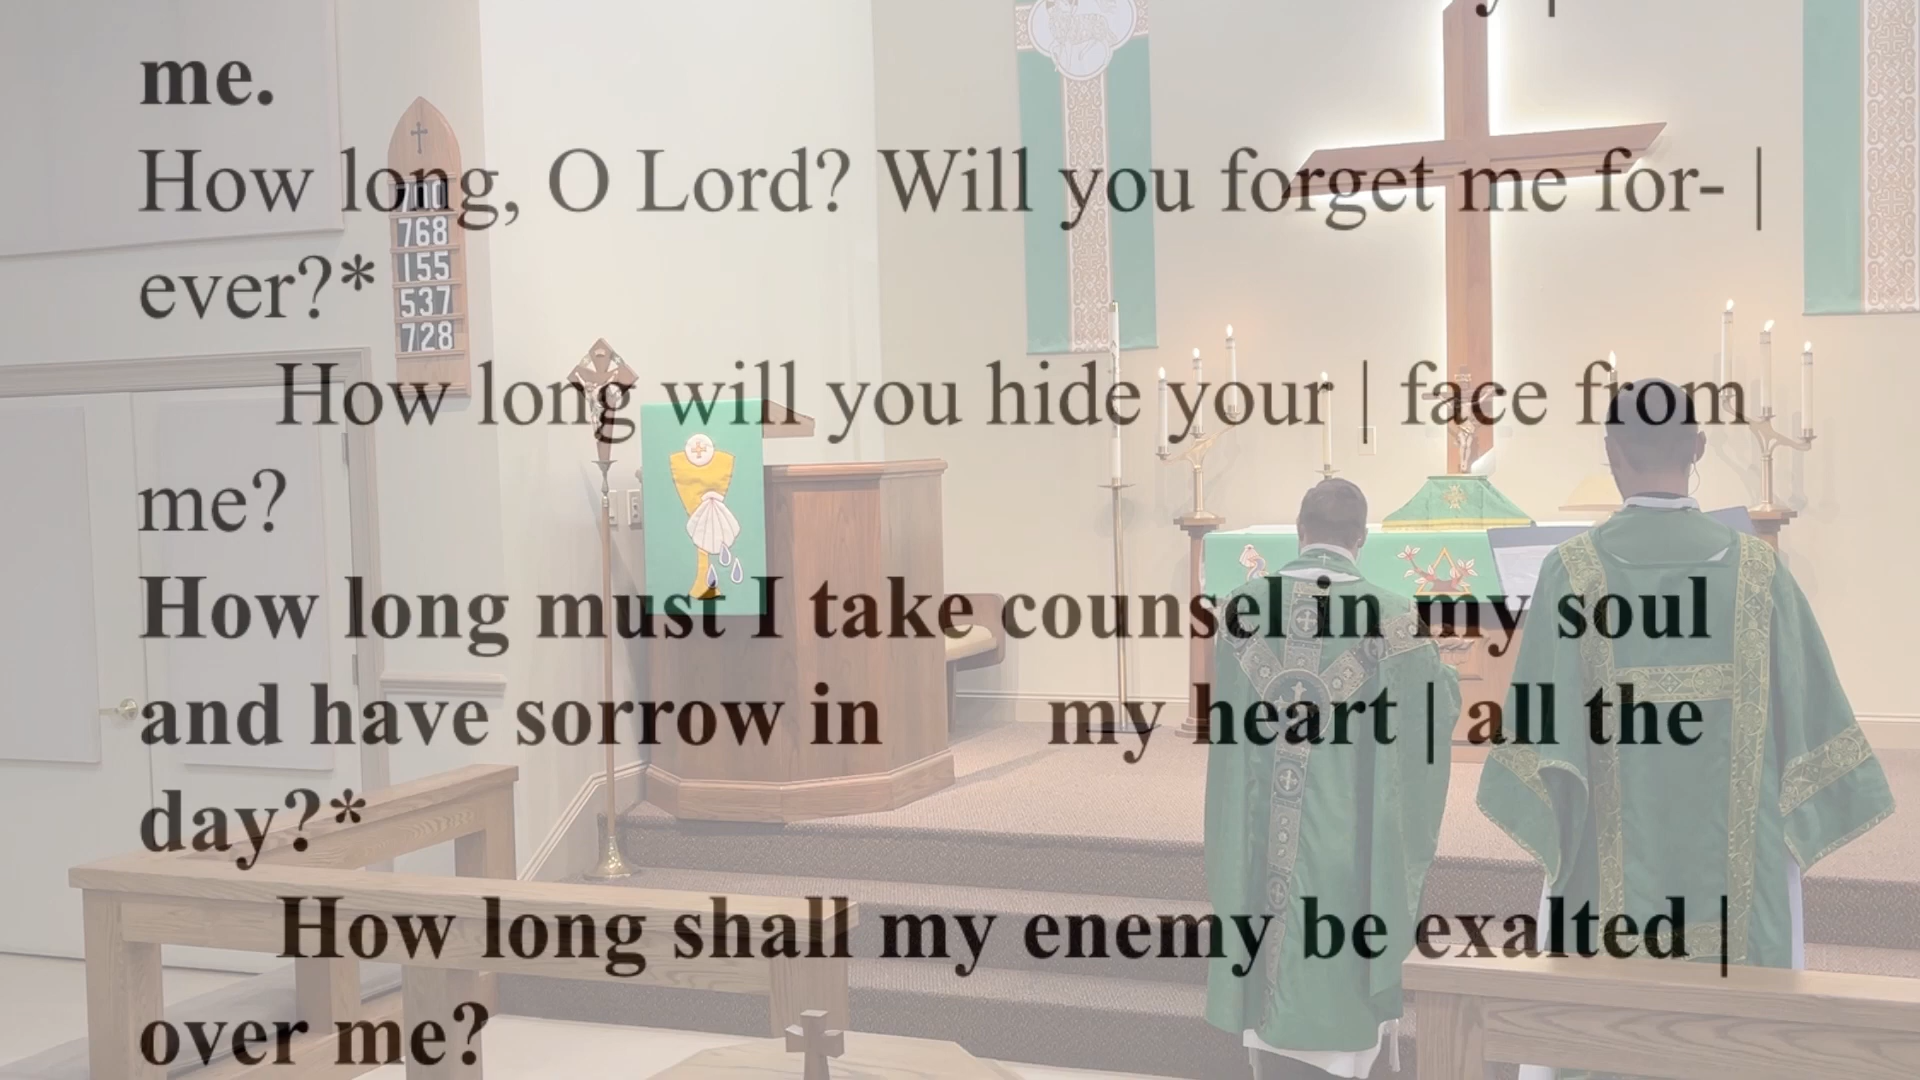 me.
How long, O Lord? Will you forget me for- |
ever?*
How long will you hide your | face from
me?
How long must I take counsel in my soul
and have sorrow in my heart | all the
day?*
How long shall my enemy be exalted |
over me?
710
768
155
537
728